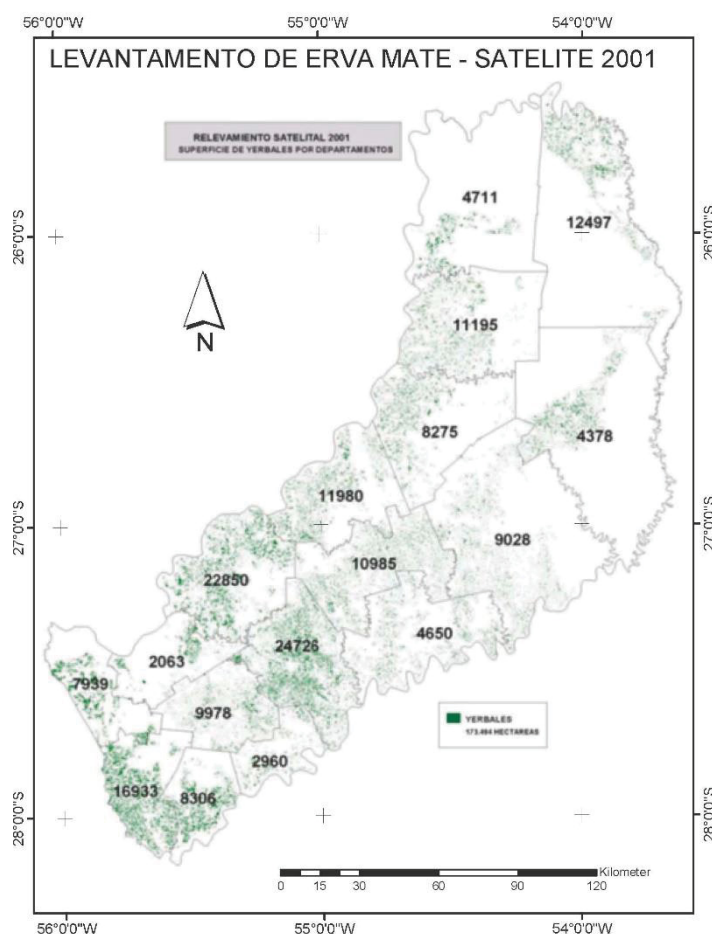 56°0'0"W 55°0'0"W 54°0'0"W
LEVANTAMENTO DE ERVA MATE - SATELITE 2001
RELEVAMIENTO SATELITAL 2001
SUPERFICIE DE YERBALES POR DEPARTAMENTOS
4711
12497
26°0'0"S 26°0'0"S
11195
N
8275
4378
11980
27°0'0"S 27°0'0"S
9028
10985
22850
24726
4650
2063
7939
9978
YERBALES
173.494 HECTAREAS
2960
16933
8306
28°0'0"S 28°0'0"S
Kilometer
0 15 30 60 90 120
56°0'0"W 55°0'0"W 54°0'0"W